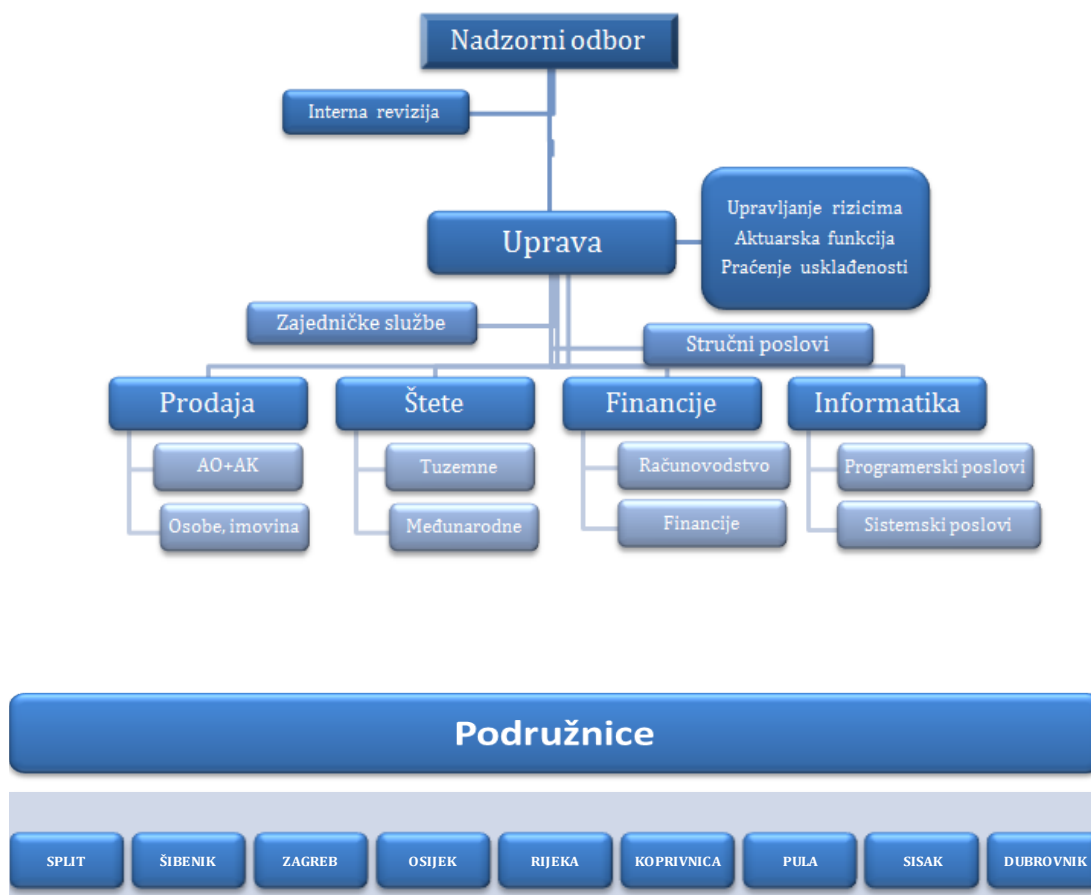 Nadzorni odbor
Interna revizija
Upravljanje rizicima
Aktuarska funkcija
Praćenje usklađenosti
Uprava
Zajedničke službe
Stručni poslovi
Prodaja
Štete
Financije
Informatika
AO+AK
Tuzemne
Računovodstvo
Programerski poslovi
Osobe, imovina
Međunarodne
Financije
Sistemski poslovi
Podružnice
SPLIT
ŠIBENIK
ZAGREB
OSIJEK
RIJEKA
KOPRIVNICA
PULA
SISAK
DUBROVNIK